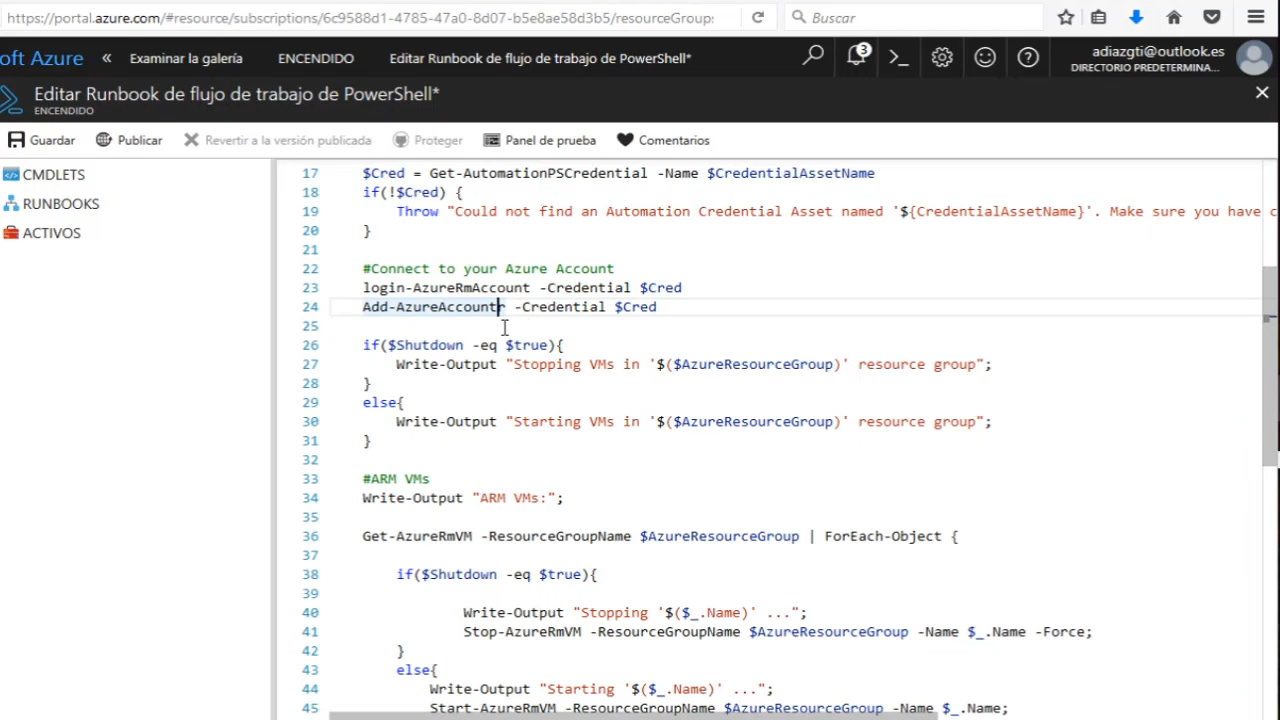 https://portal.azure.com/#resource/subscriptions/6c9588d1-4785-47a0-8d07-b5e8ae58d3b5/resourceGroup:
Buscar
oft Azure « Examinar la galería ENCENDIDO Editar Runbook de flujo de trabajo de PowerShell* 3 adiazgti@outlook.es
DIRECTORIO PREDETERMINA...
Editar Runbook de flujo de trabajo de PowerShell*
ENCENDIDO
Guardar Publicar Revertir a la versión publicada Proteger Panel de prueba Comentarios
CMDLETS
RUNBOOKS
ACTIVOS
17 $Cred = Get-AutomationPSCredential -Name $CredentialAssetName
18 if(!$Cred) {
19 Throw "Could not find an Automation Credential Asset named '${CredentialAssetName}'. Make sure you have c
20 }
21
22 #Connect to your Azure Account
23 login-AzureRmAccount -Credential $Cred
24 Add-AzureAccountr -Credential $Cred
25
26 if($Shutdown -eq $true){
27 Write-Output "Stopping VMs in '$($AzureResourceGroup)' resource group";
28 }
29 else{
30 Write-Output "Starting VMs in '$($AzureResourceGroup)' resource group";
31 }
32
33 #ARM VMs
34 Write-Output "ARM VMs:";
35
36 Get-AzureRmVM -ResourceGroupName $AzureResourceGroup | ForEach-Object {
37
38 if($Shutdown -eq $true){
39
40 Write-Output "Stopping '$($_.Name)' ...";
41 Stop-AzureRmVM -ResourceGroupName $AzureResourceGroup -Name $_.Name -Force;
42 }
43 else{
44 Write-Output "Starting '$($_.Name)' ...";
45 Start-AzureRmVM -ResourceGroupName $AzureResourceGroup -Name $_.Name;